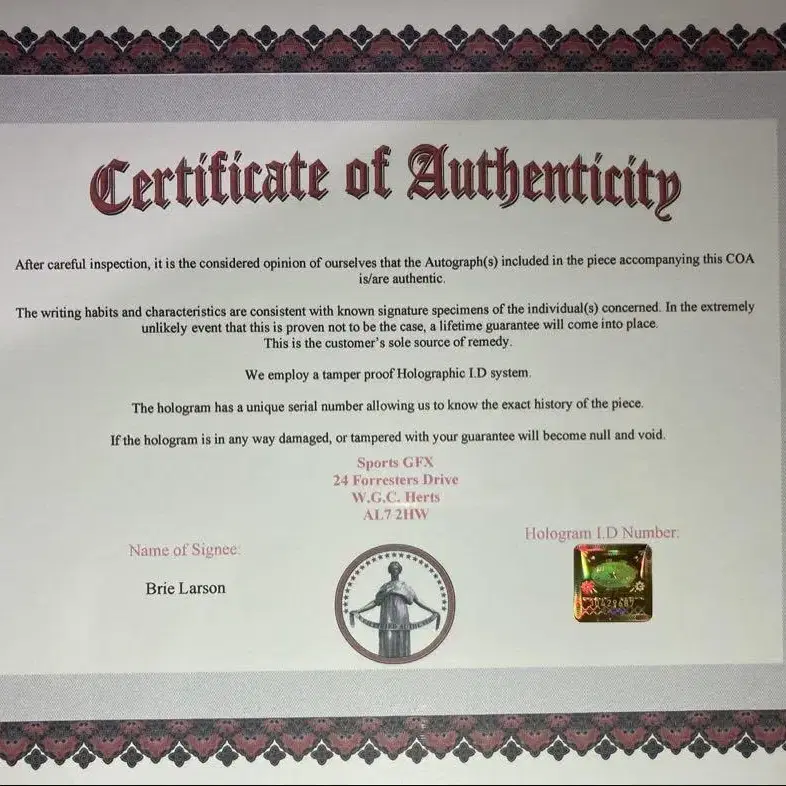 Certificate of Authenticity
After careful inspection, it is the considered opinion of ourselves that the Autograph(s) included in the piece accompanying this COA
is/are authentic.
The writing habits and characteristics are consistent with known signature specimens of the individual(s) concerned. In the extremely
unlikely event that this is proven not to be the case, a lifetime guarantee will come into place.
This is the customer's sole source of remedy.
We employ a tamper proof Holographic I.D system.
The hologram has a unique serial number allowing us to know the exact history of the piece.
If the hologram is in any way damaged, or tampered with your guarantee will become null and void.
Sports GFX
24 Forresters Drive
W.G.C. Herts
AL7 2HW
Name of Signee:
Brie Larson
Hologram I.D Number: